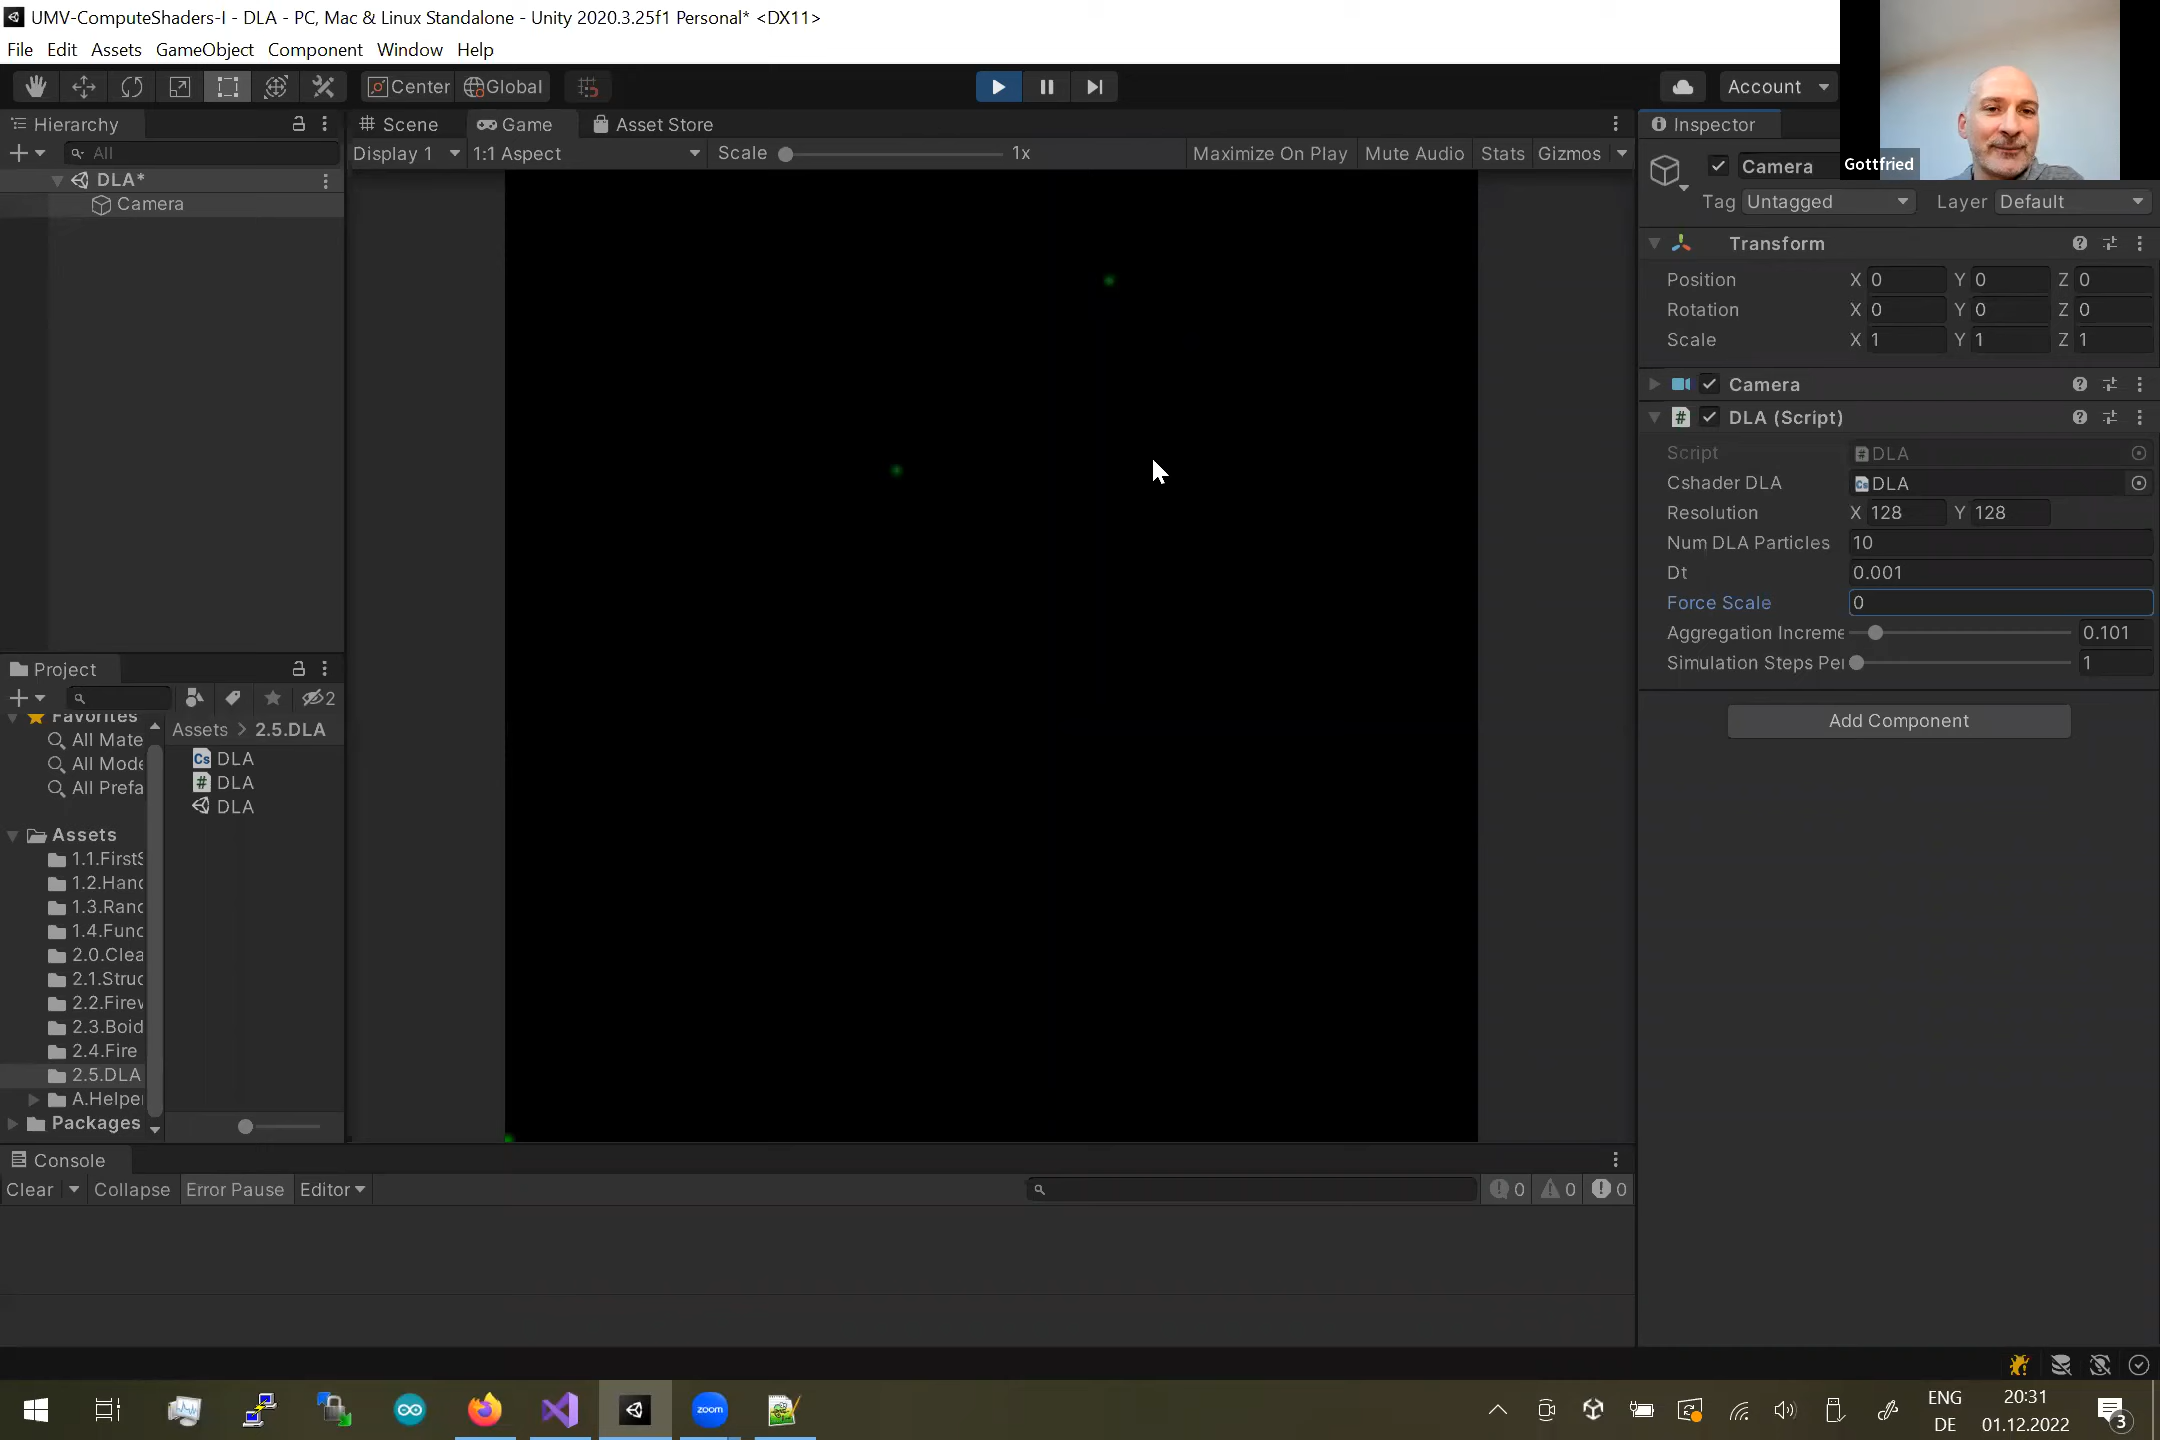 UMV-ComputeShaders-I - DLA - PC, Mac & Linux Standalone - Unity 2020.3.25f1 Personal* <DX11>
File Edit Assets GameObject Component Window Help
Center Global
Account
Gottfried
Hierarchy
All
DLA*
Camera
Scene Game Asset Store
Display 1 1:1 Aspect Scale 1x Maximize On Play Mute Audio Stats Gizmos
Inspector
Camera
Tag Untagged Layer Default
Transform
Position X 0 Y 0 Z 0
Rotation X 0 Y 0 Z 0
Scale X 1 Y 1 Z 1
Camera
DLA (Script)
Script DLA
Cshader DLA DLA
Resolution X 128 Y 128
Num DLA Particles 10
Dt 0.001
Force Scale 0
Aggregation Increme 0.101
Simulation Steps Per 1
Add Component
Project
2
Favorites
All Mate
All Mode
All Prefa
Assets
1.1.FirstS
1.2.Hand
1.3.Rand
1.4.Func
2.0.Clea
2.1.Struc
2.2.Firew
2.3.Boid
2.4.Fire
2.5.DLA
A.Helper
Packages
Assets > 2.5.DLA
Cs DLA
# DLA
DLA
Console
Clear Collapse Error Pause Editor 0 0 0
zoom
ENG
DE
20:31
01.12.2022
3